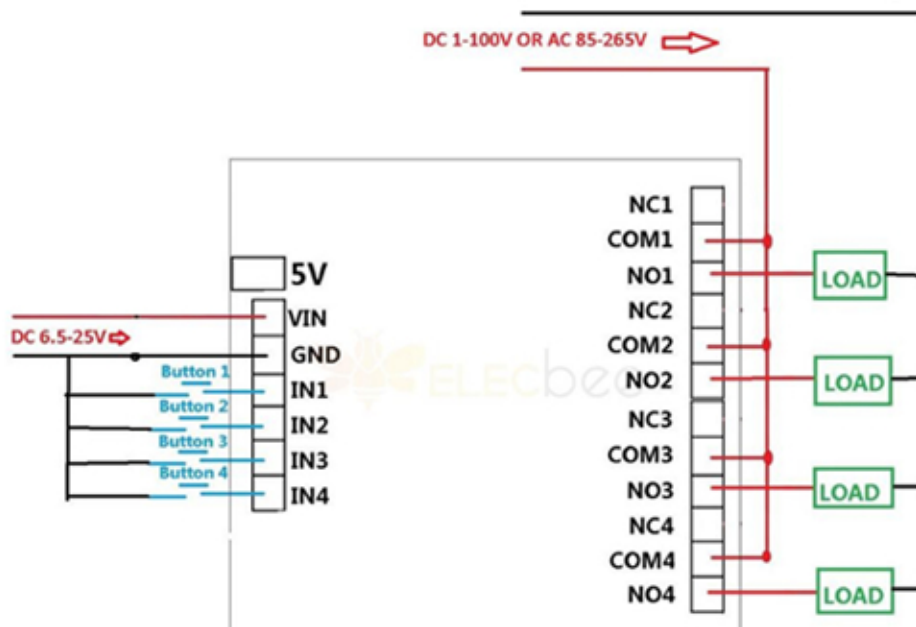 DC 1-100V OR AC 85-265V
NC1
COM1
NO1
LOAD
NC2
COM2
NO2
LOAD
NC3
COM3
NO3
LOAD
NC4
COM4
NO4
LOAD
5V
VIN
DC 6.5-25V
GND
Button 1
IN1
Button 2
IN2
Button 3
IN3
Button 4
IN4
ELECbee